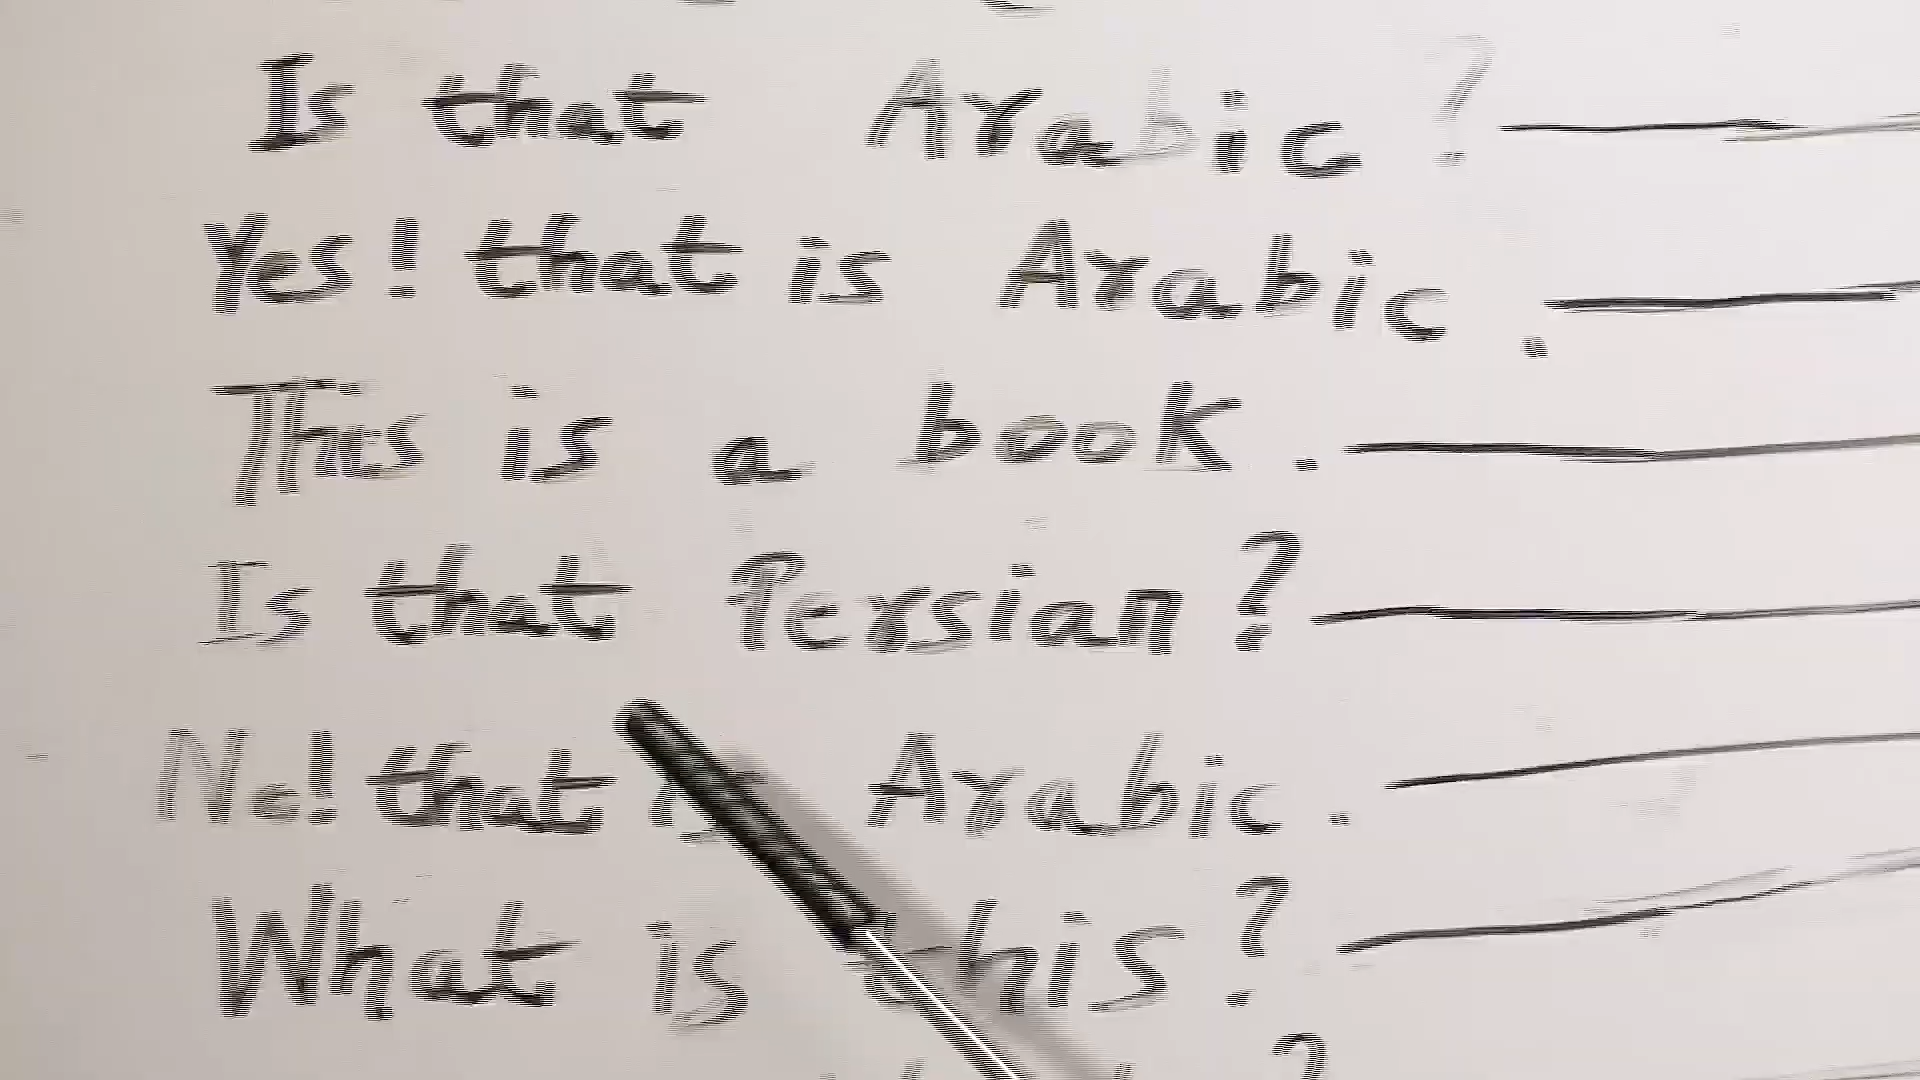 Is that Arabic ?
Yes! that is Arabic.
This is a book.
Is that Persian?
No! that is Arabic.
What is this?
?